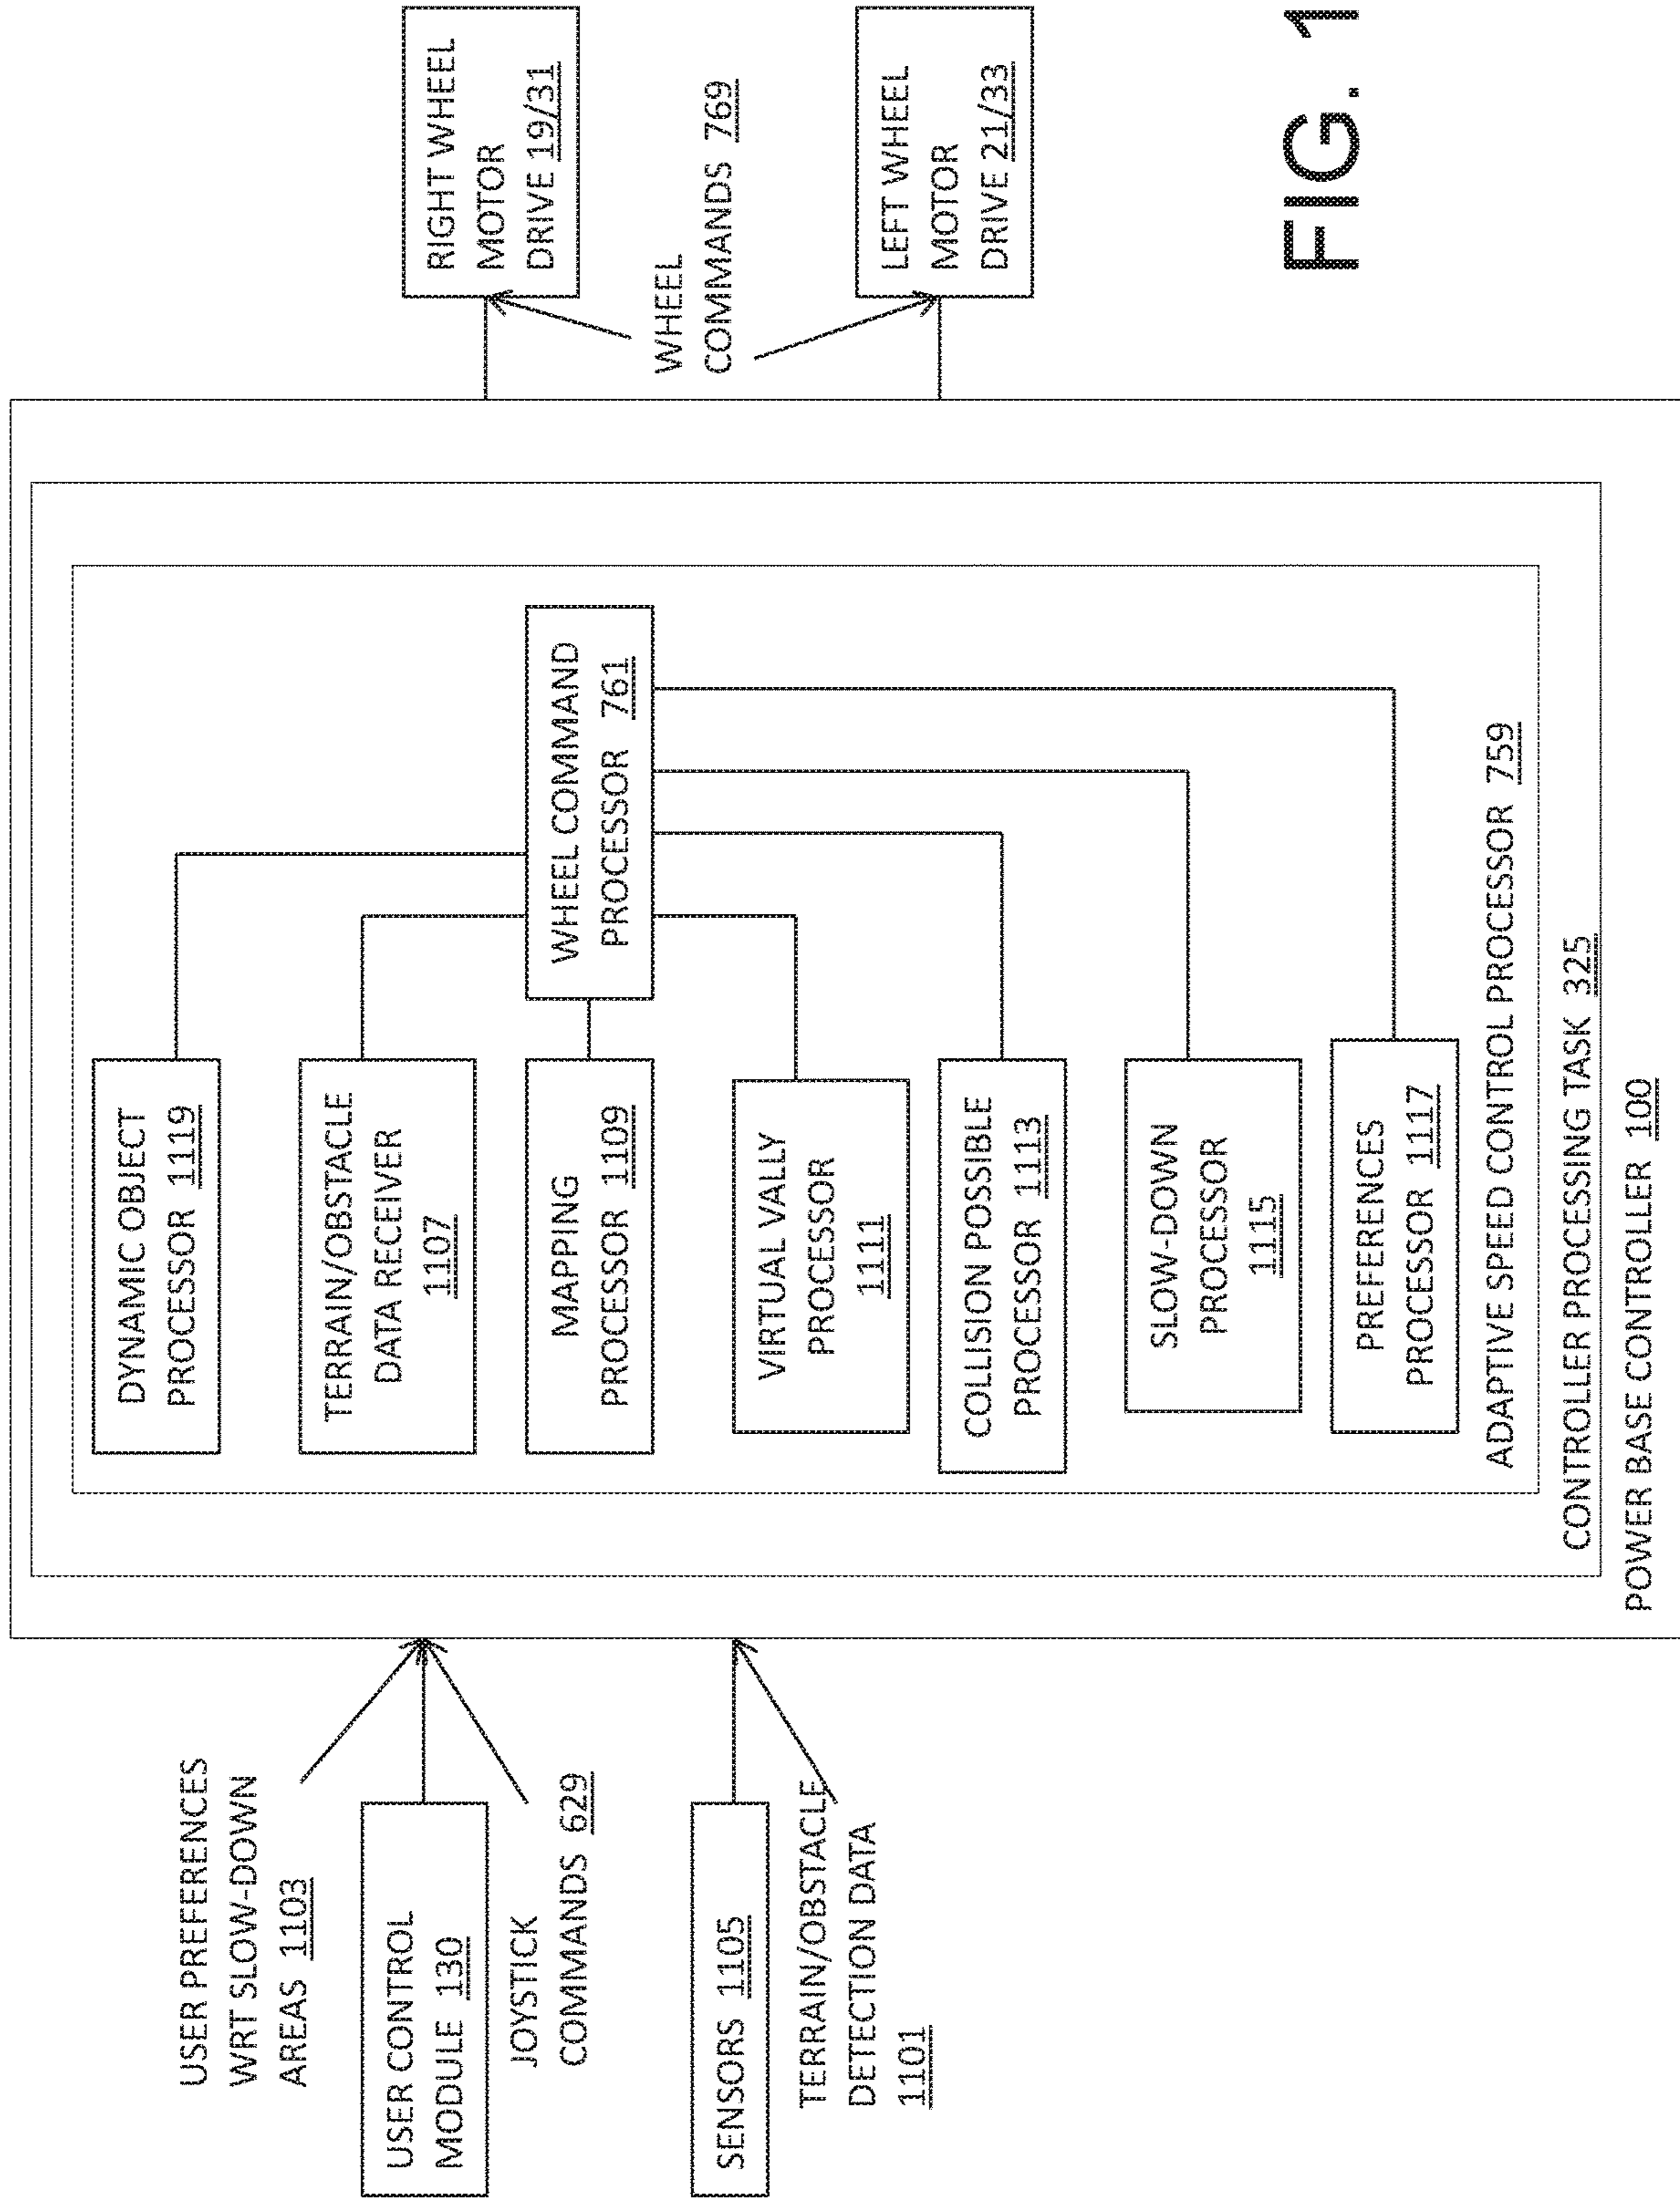 USER PREFERENCES
WRT SLOW-DOWN
AREAS 1103
USER CONTROL
MODULE 130
JOYSTICK
COMMANDS 629
SENSORS 1105
TERRAIN/OBSTACLE
DETECTION DATA
1101
DYNAMIC OBJECT
PROCESSOR 1119
TERRAIN/OBSTACLE
DATA RECEIVER
1107
MAPPING
PROCESSOR 1109
VIRTUAL VALLY
PROCESSOR
1111
COLLISION POSSIBLE
PROCESSOR 1113
SLOW-DOWN
PROCESSOR
1115
PREFERENCES
PROCESSOR 1117
WHEEL COMMAND
PROCESSOR 761
ADAPTIVE SPEED CONTROL PROCESSOR 759
CONTROLLER PROCESSING TASK 325
POWER BASE CONTROLLER 100
RIGHT WHEEL
MOTOR
DRIVE 19/31
WHEEL
COMMANDS 769
LEFT WHEEL
MOTOR
DRIVE 21/33
FIG. 1